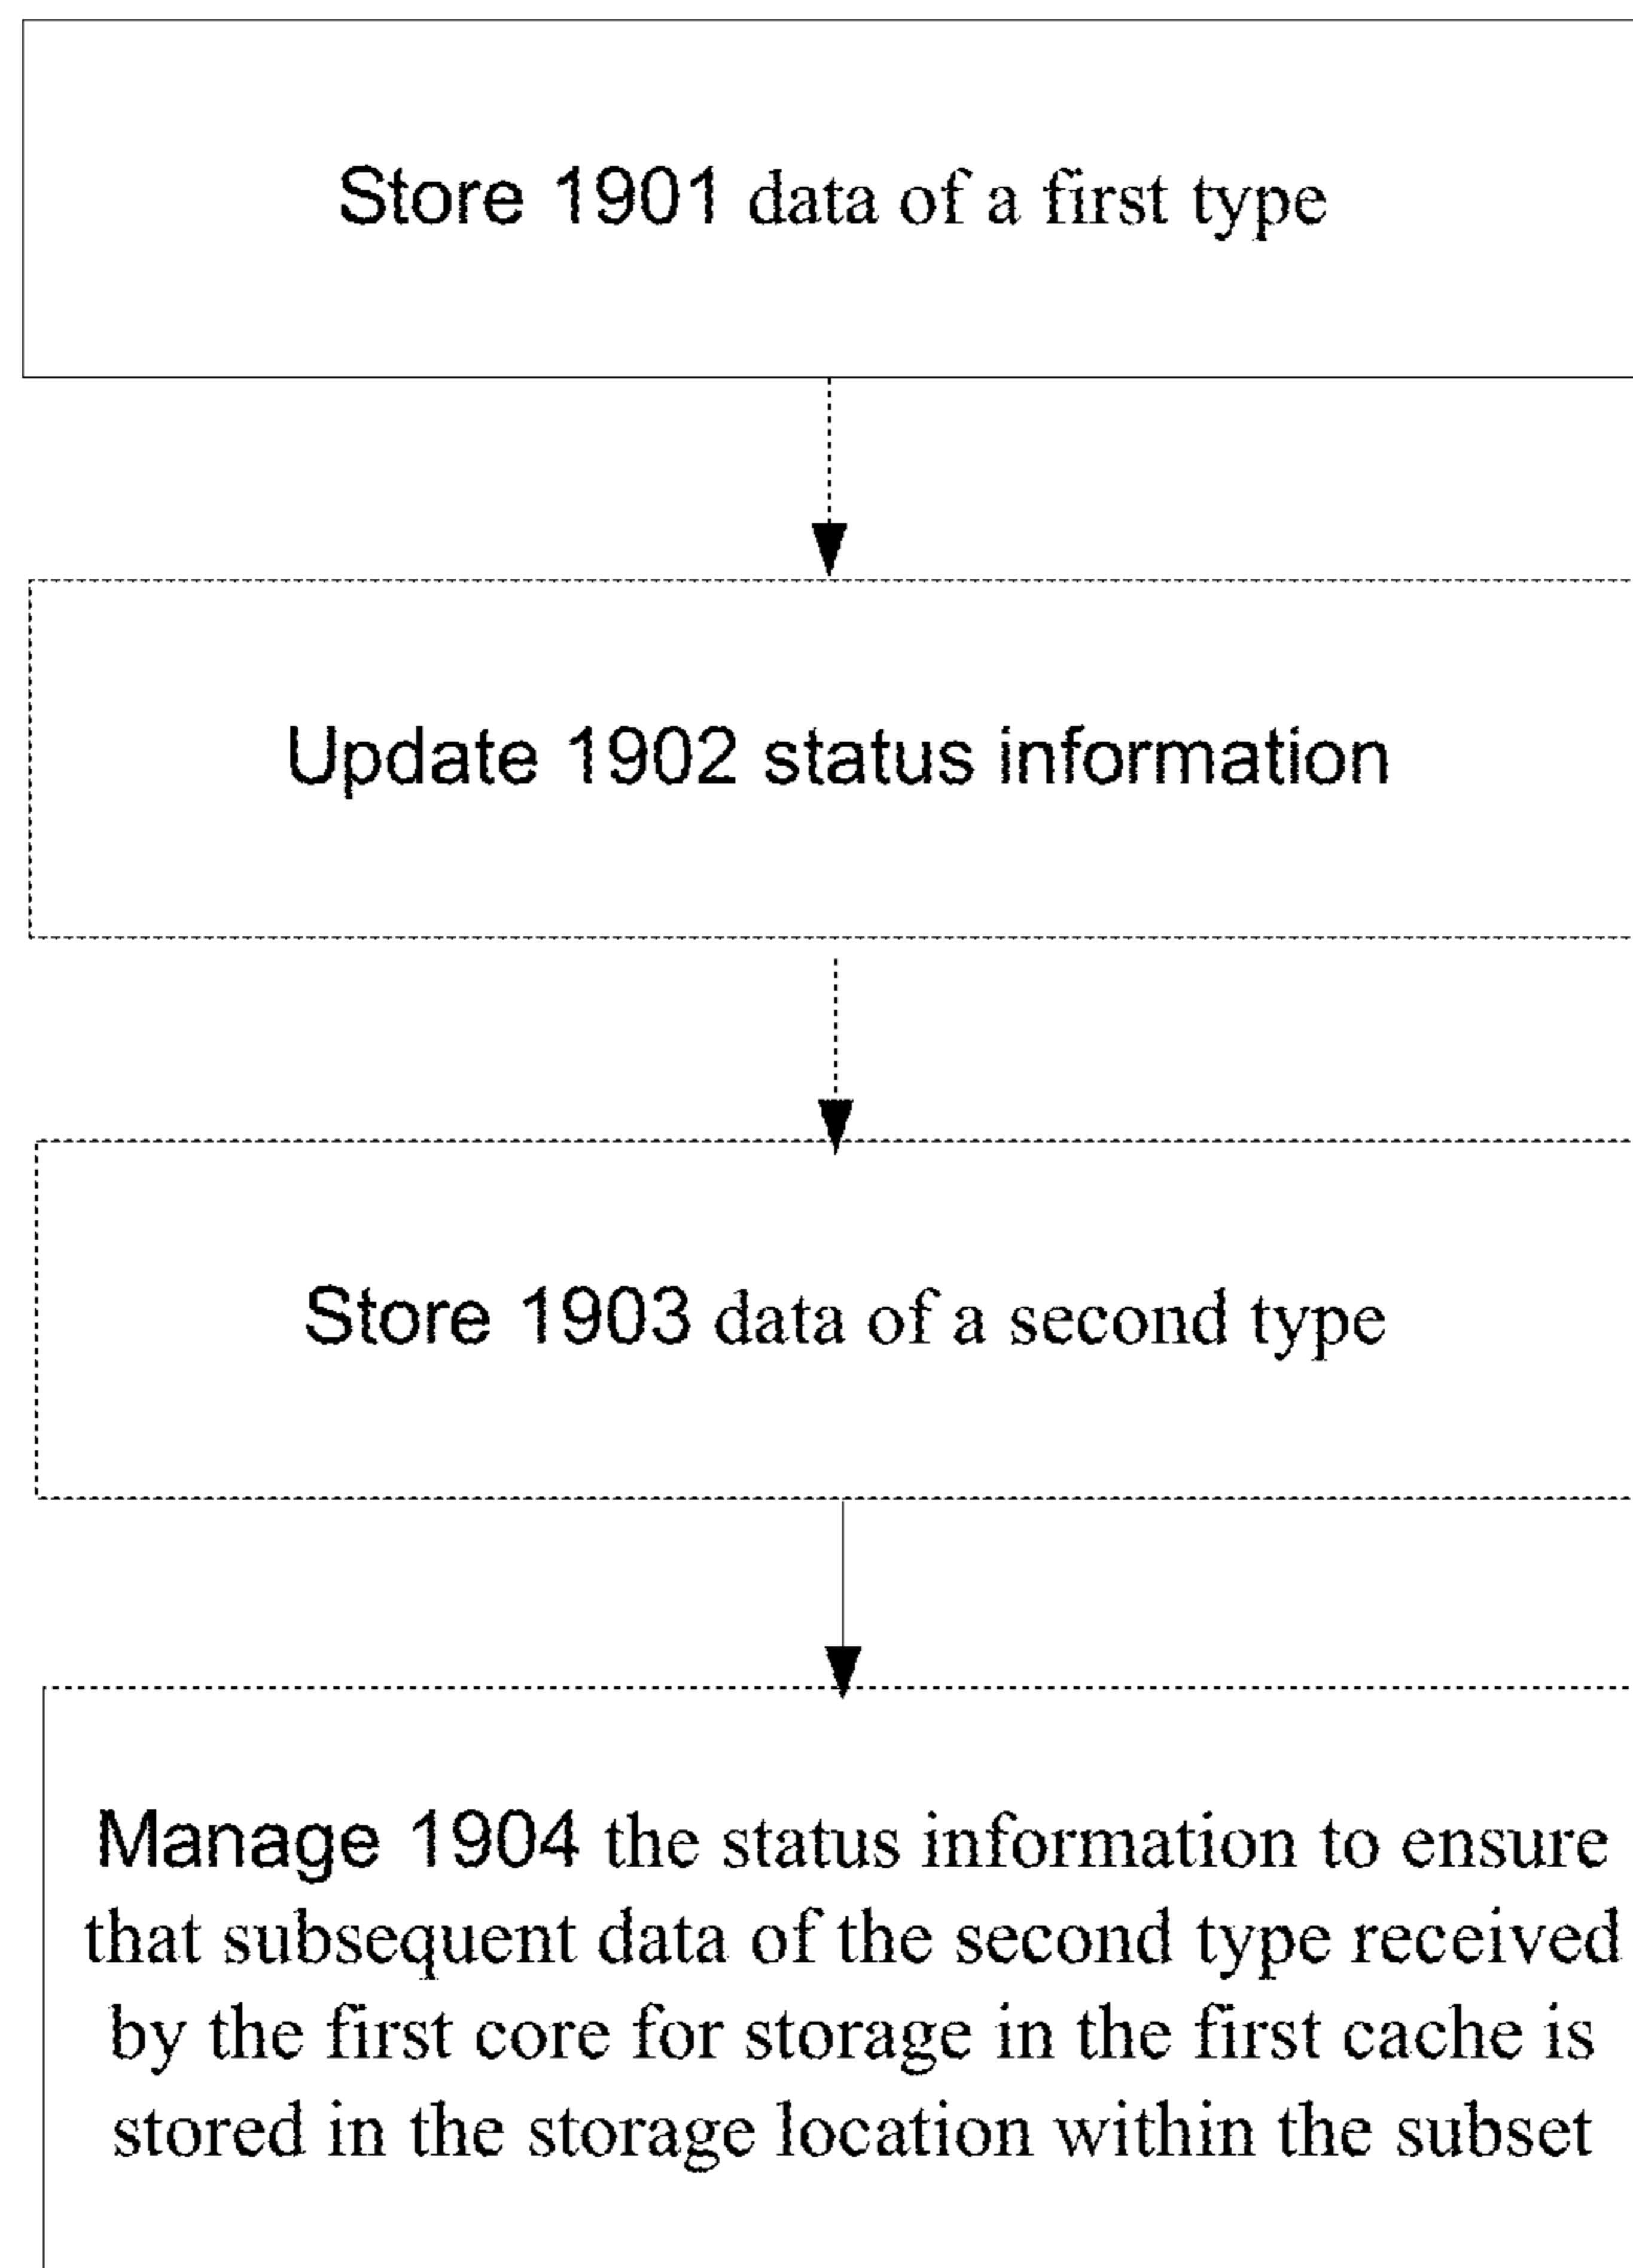 Store 1901 data of a first type
Update 1902 status information
Store 1903 data of a second type
Manage 1904 the status information to ensure
that subsequent data of the second type received
by the first core for storage in the first cache is
stored in the storage location within the subset